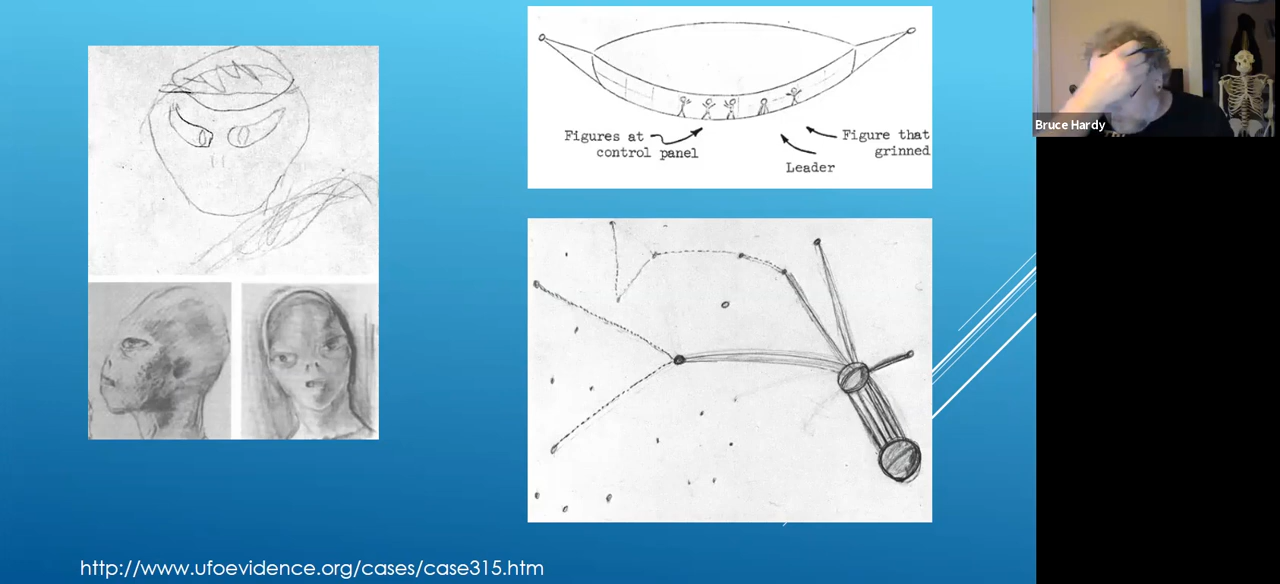 Figures at
control panel
Leader
Figure that
grinned
Bruce Hardy
http://www.ufoevidence.org/cases/case315.htm